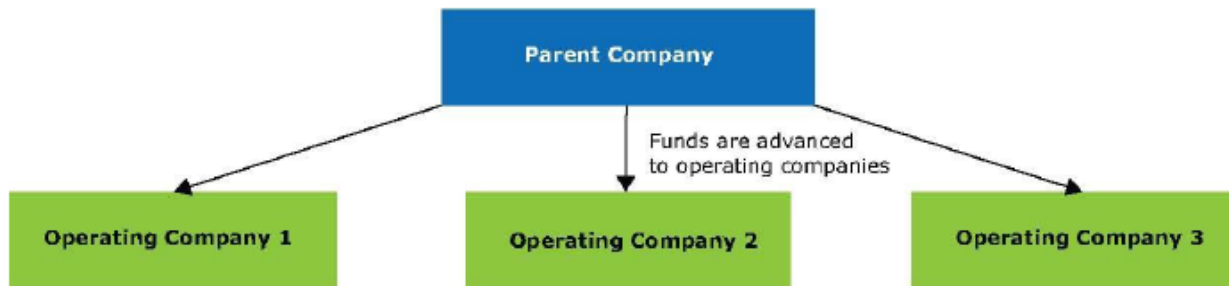 Parent Company
Funds are advanced
to operating companies
Operating Company 1
Operating Company 2
Operating Company 3